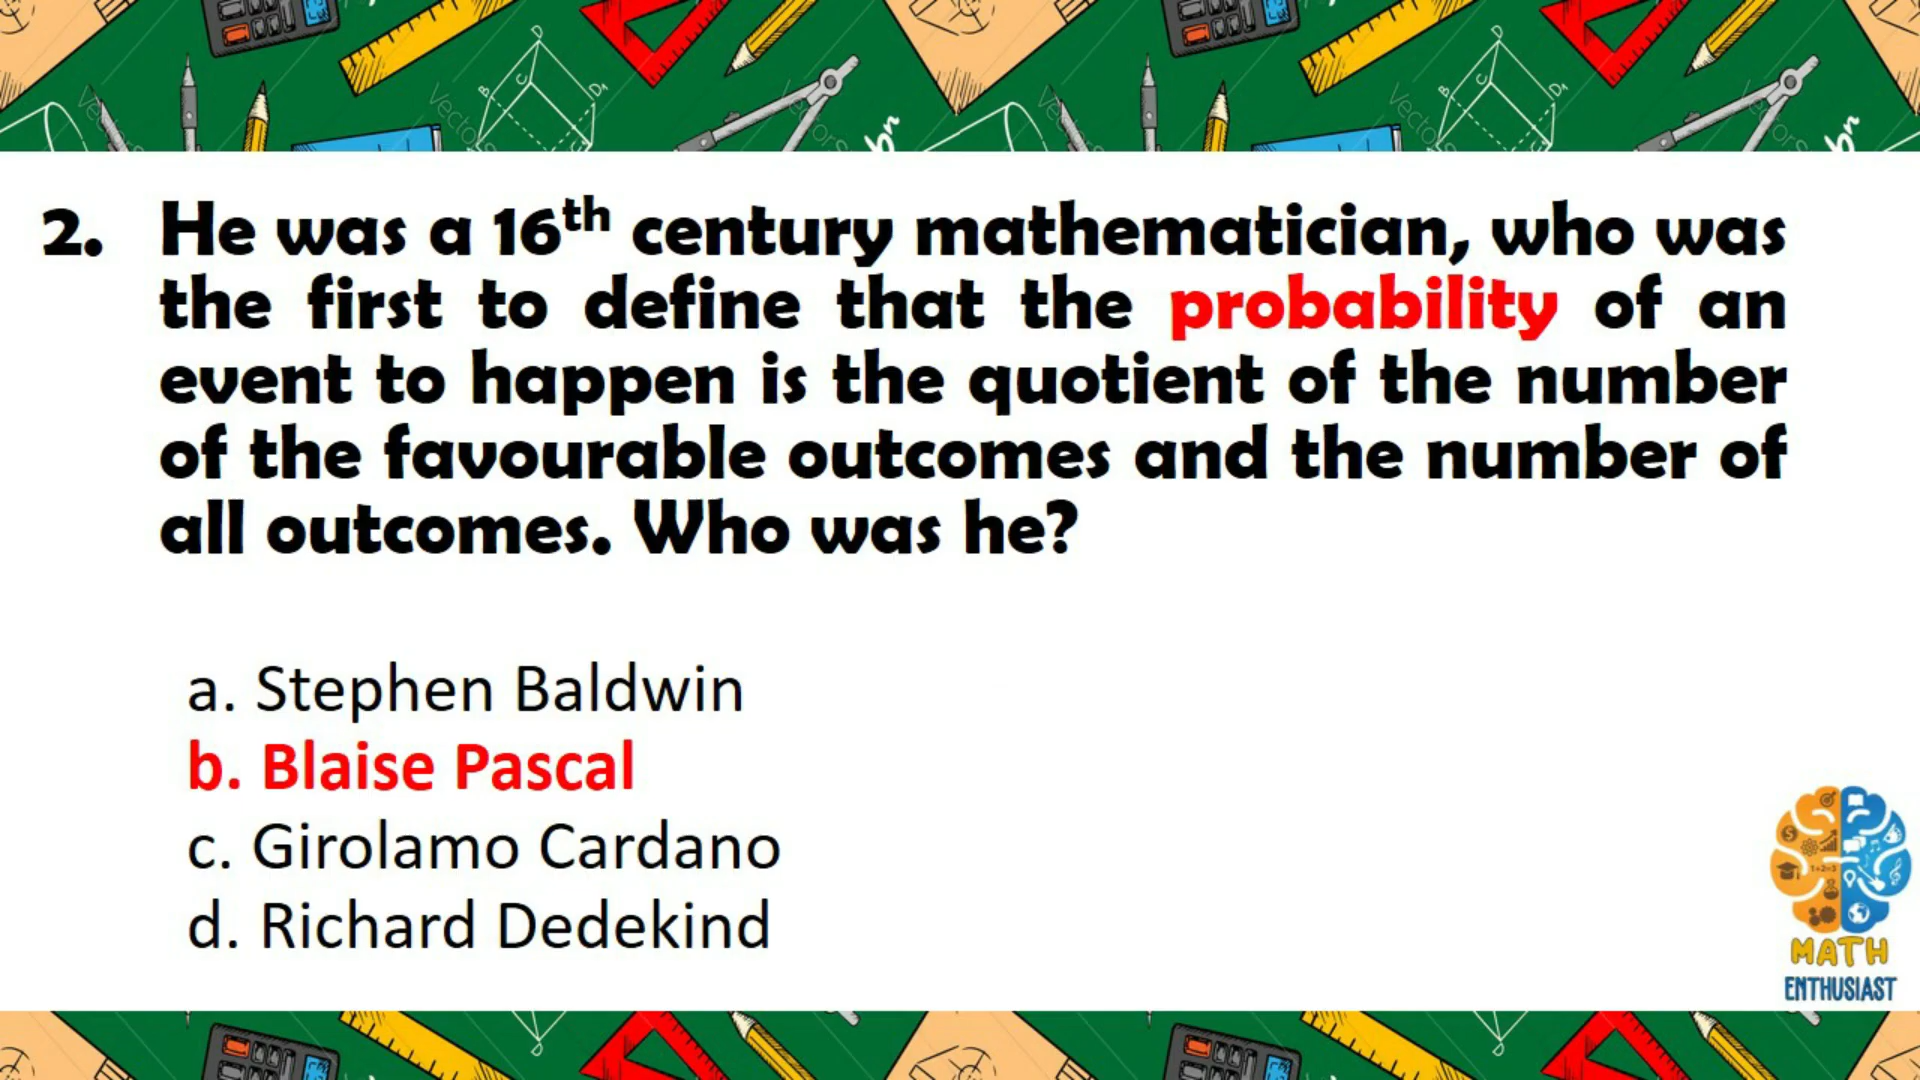 2. He was a 16th century mathematician, who was
the first to define that the probability of an
event to happen is the quotient of the number
of the favourable outcomes and the number of
all outcomes. Who was he?
a. Stephen Baldwin
b. Blaise Pascal
c. Girolamo Cardano
d. Richard Dedekind
MATH
ENTHUSIAST